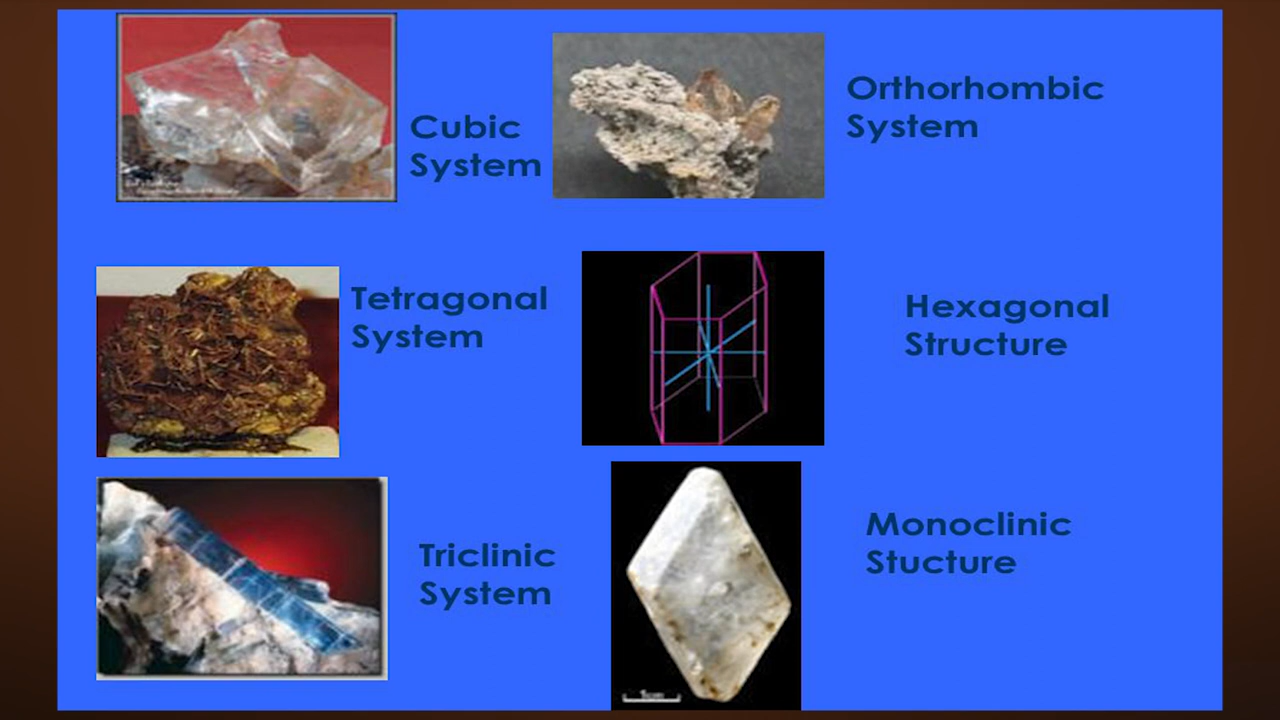 Cubic
System
Orthorhombic
System
Tetragonal
System
Hexagonal
Structure
Triclinic
System
Monoclinic
Stucture